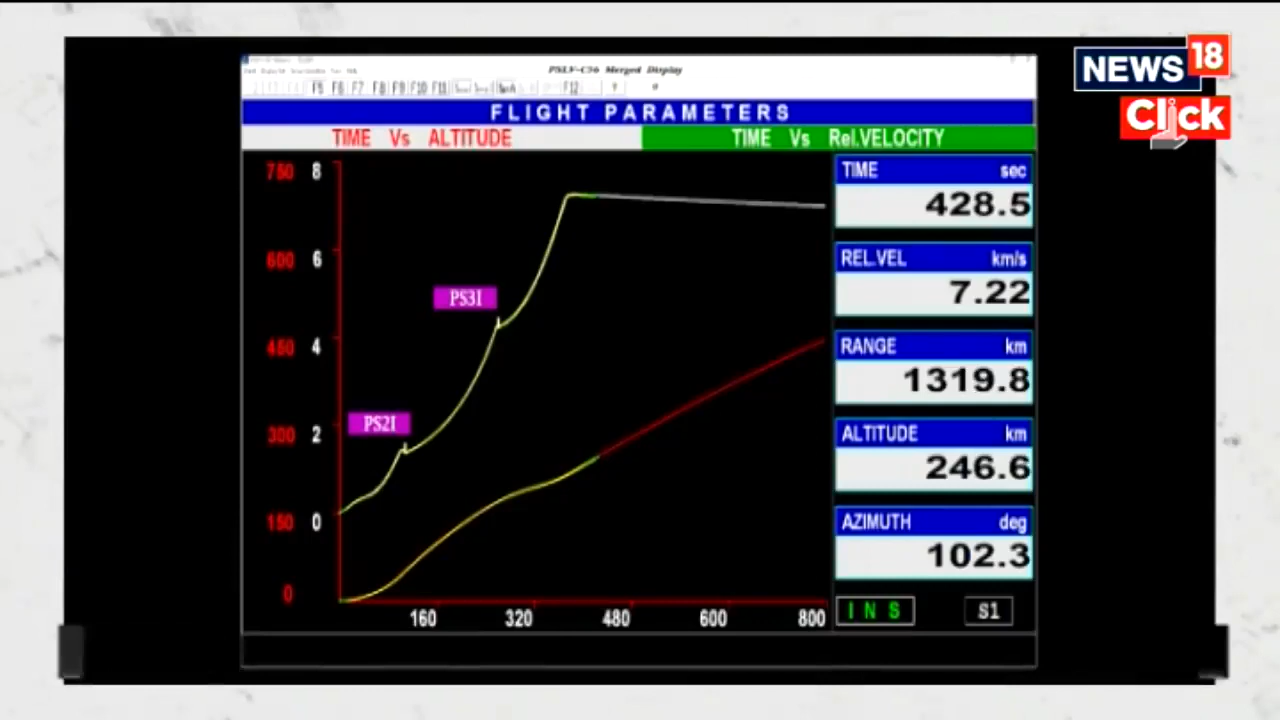 NEWS 18
Click
PSLV-C56 Merged Display
F5 F6 F7 F8 F9 F10 F11 F12
FLIGHT PARAMETERS
TIME Vs ALTITUDE
TIME Vs Rel.VELOCITY
750 8
600 6
450 4
300 2
150 0
0
PS3I
PS2I
160 320 480 600 800
TIME sec
428.5
REL.VEL km/s
7.22
RANGE km
1319.8
ALTITUDE km
246.6
AZIMUTH deg
102.3
INS S1